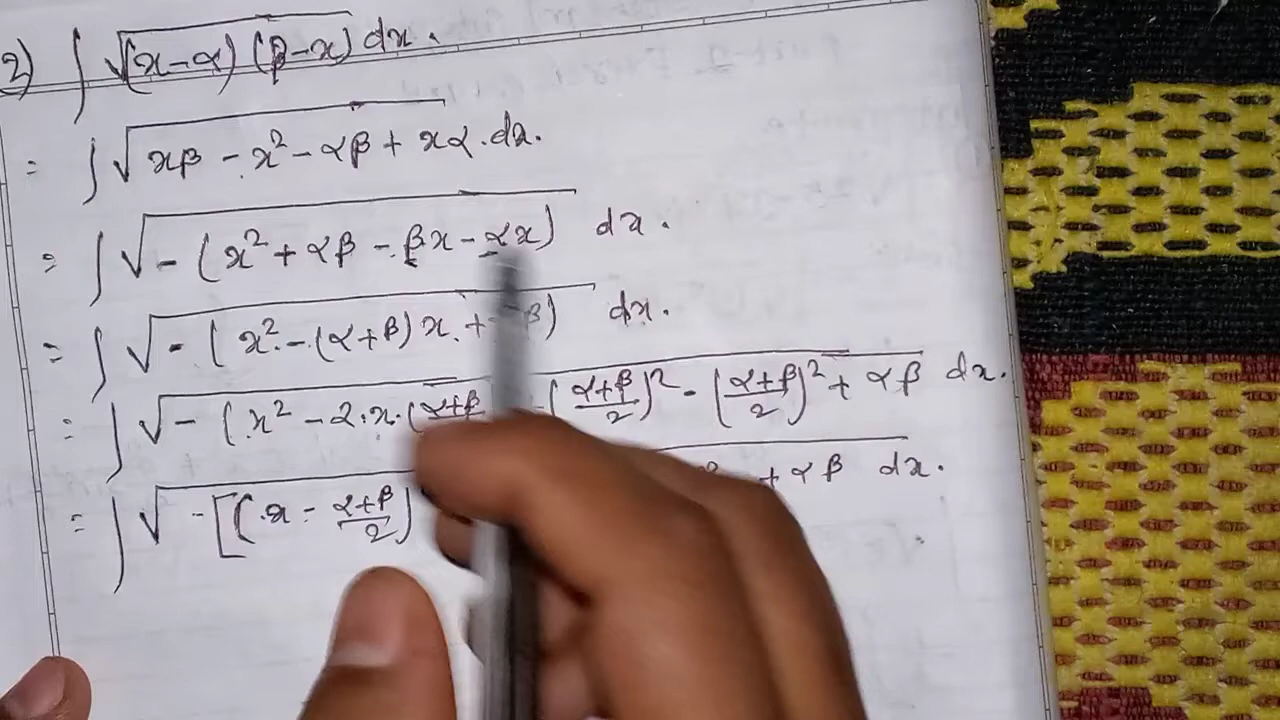 2) ∫ √(x-α)(β-x) dx.
= ∫ √xβ - x² - αβ + xα . dx.
= ∫ √-(x² + αβ - βx - αx) dx.
= ∫ √-(x² - (α+β)x + β) dx.
= ∫ √-(x² - 2·x·(α+β/2 (α+β/2)² - (α+β/2)² + αβ dx.
= ∫ √-[(x - α+β/2) + αβ dx.